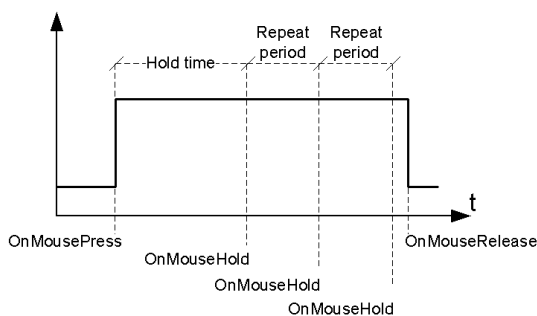 Repeat
period
Repeat
period
Hold time
t
OnMousePress
OnMouseRelease
OnMouseHold
OnMouseHold
OnMouseHold